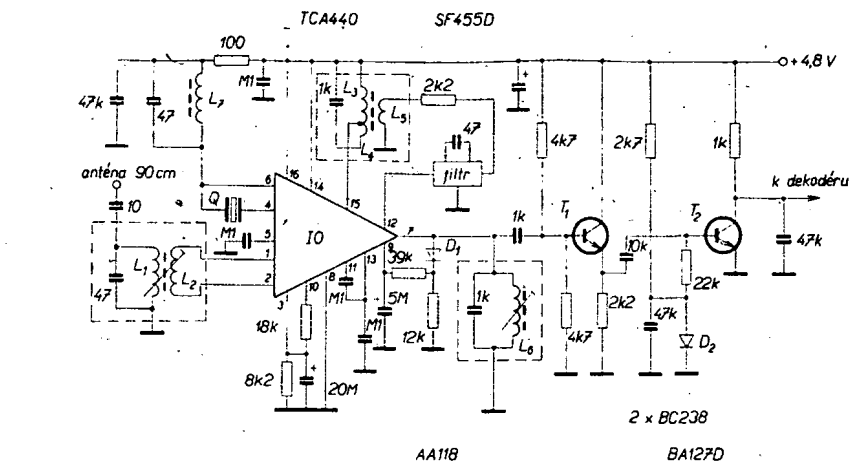 TCA440 SF455D
100
M1
+4,8 V
47k
47
L7
1k
L3
L5
L4
2k2
+
47
filtr
4k7
2k7
1k
anténa 90cm
10
Q
M1
6
4
5
1
2
16
14
15
12
IO
3
10
8
11
13
9
7
k dekodéru
T1
T2
1k
10k
47k
L1
L2
47
39k
D1
M1
5M
M1
12k
18k
8k2
+
20M
1k
L6
4k7
2k2
47k
22k
D2
2 x BC238
AA118 BA127D